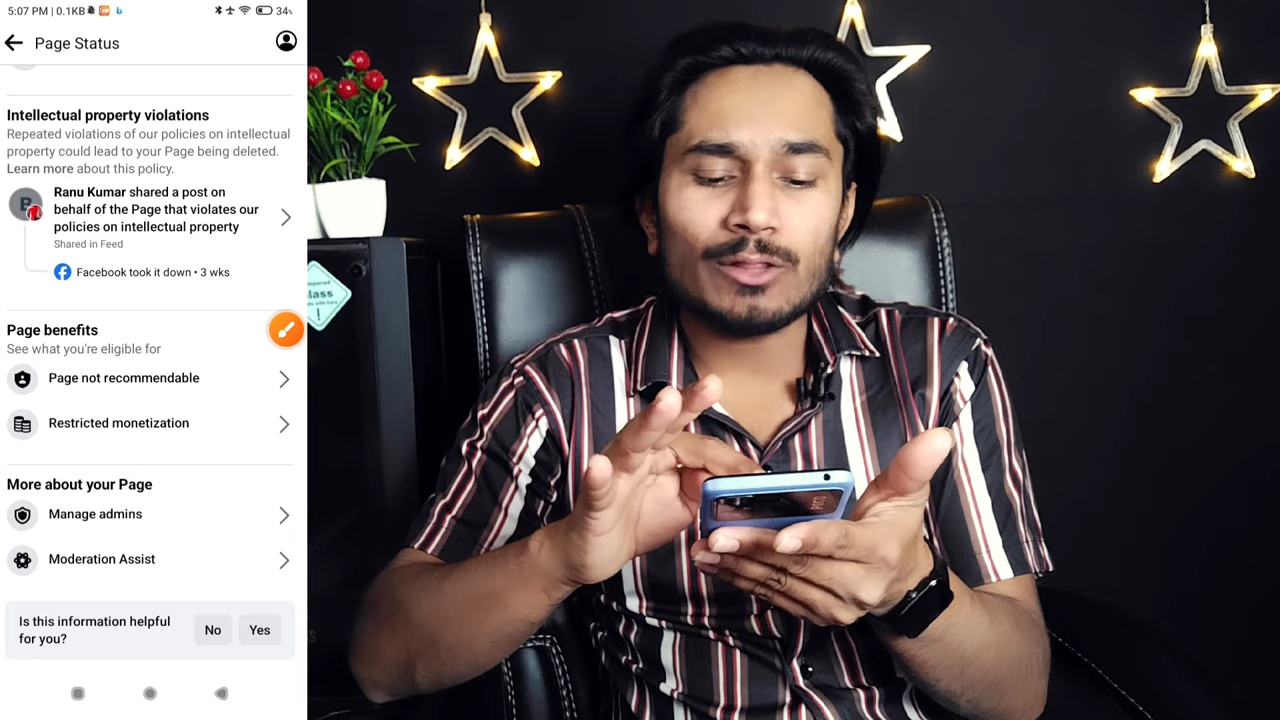 5:07 PM | 0.1KB
34%
Page Status
Intellectual property violations
Repeated violations of our policies on intellectual
property could lead to your Page being deleted.
Learn more about this policy.
Ranu Kumar shared a post on
behalf of the Page that violates our
policies on intellectual property
Shared in Feed
Facebook took it down • 3 wks
Page benefits
See what you're eligible for
Page not recommendable
Restricted monetization
More about your Page
Manage admins
Moderation Assist
Is this information helpful
for you?
No
Yes